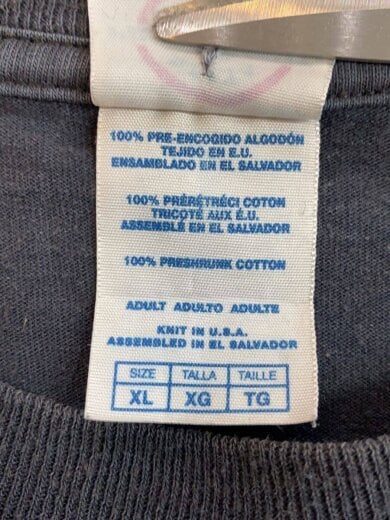 100% PRE-ENCOGIDO ALGODÓN
TEJIDO EN E.U.
ENSAMBLADO EN EL SALVADOR
100% PRÉRÉTRÉCI COTON
TRICOTÉ AUX É.U.
ASSEMBLÉ EN EL SALVADOR
100% PRESHRUNK COTTON
ADULT ADULTO ADULTE
KNIT IN U.S.A.
ASSEMBLED IN EL SALVADOR
SIZE TALLA TAILLE
XL XG TG